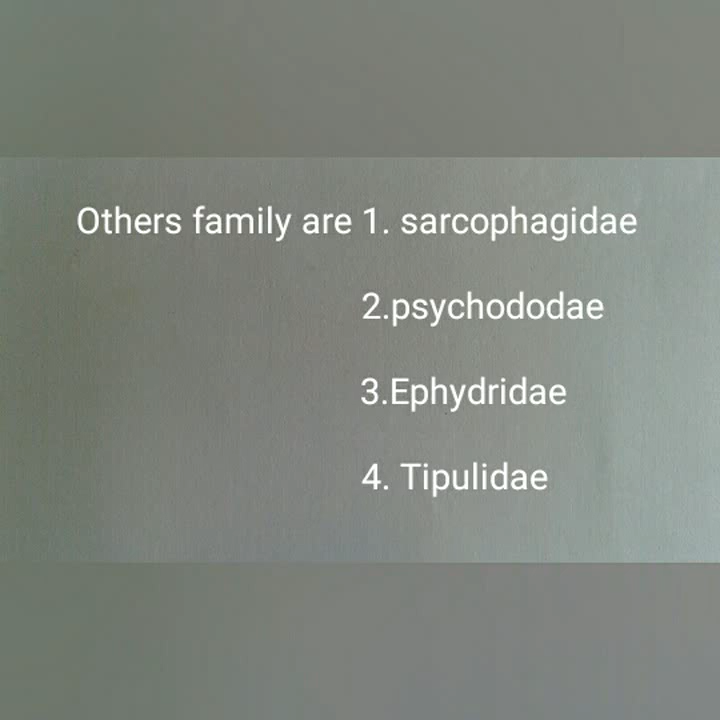 Others family are 1. sarcophagidae
2.psychododae
3.Ephydridae
4. Tipulidae